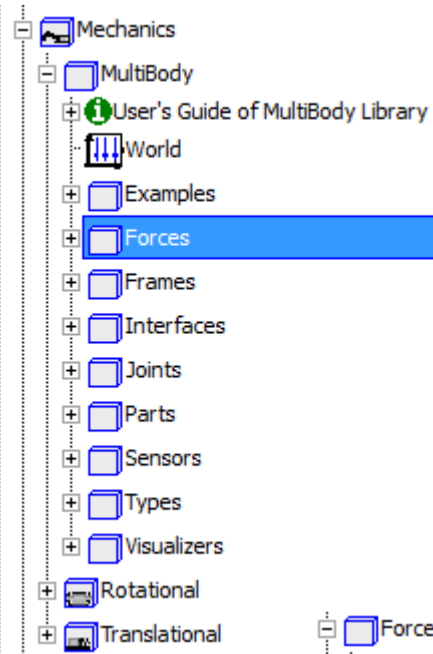 Mechanics
MultiBody
User's Guide of MultiBody Library
World
Examples
Forces
Frames
Interfaces
Joints
Parts
Sensors
Types
Visualizers
Rotational
Translational
Force